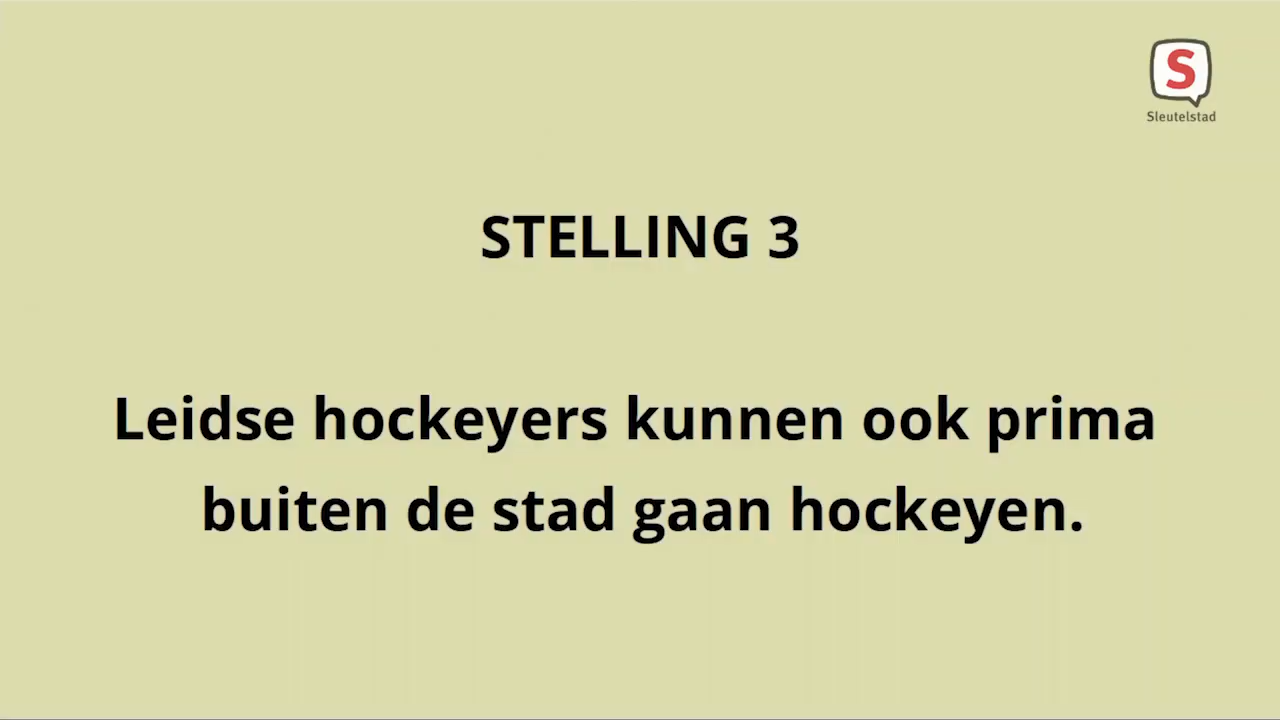 S
Sleutelstad
STELLING 3
Leidse hockeyers kunnen ook prima
buiten de stad gaan hockeyen.